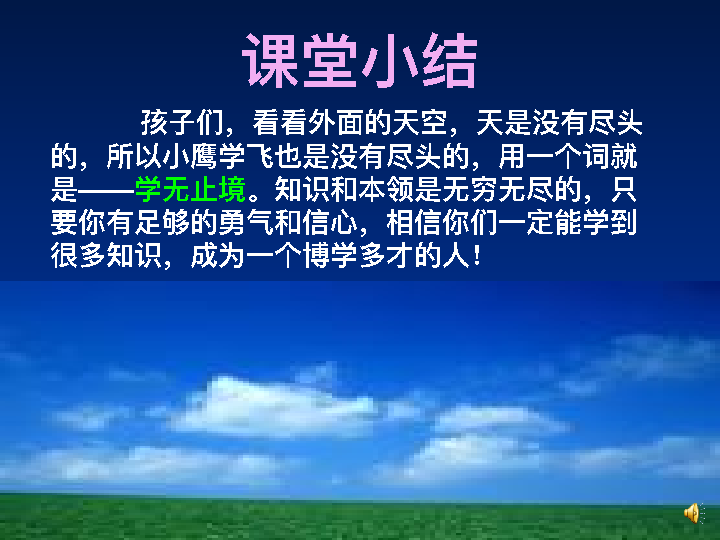 课堂小结
孩子们，看看外面的天空，天是没有尽头
的，所以小鹰学飞也是没有尽头的，用一个词就
是——学无止境。知识和本领是无穷无尽的，只
要你有足够的勇气和信心，相信你们一定能学到
很多知识，成为一个博学多才的人！